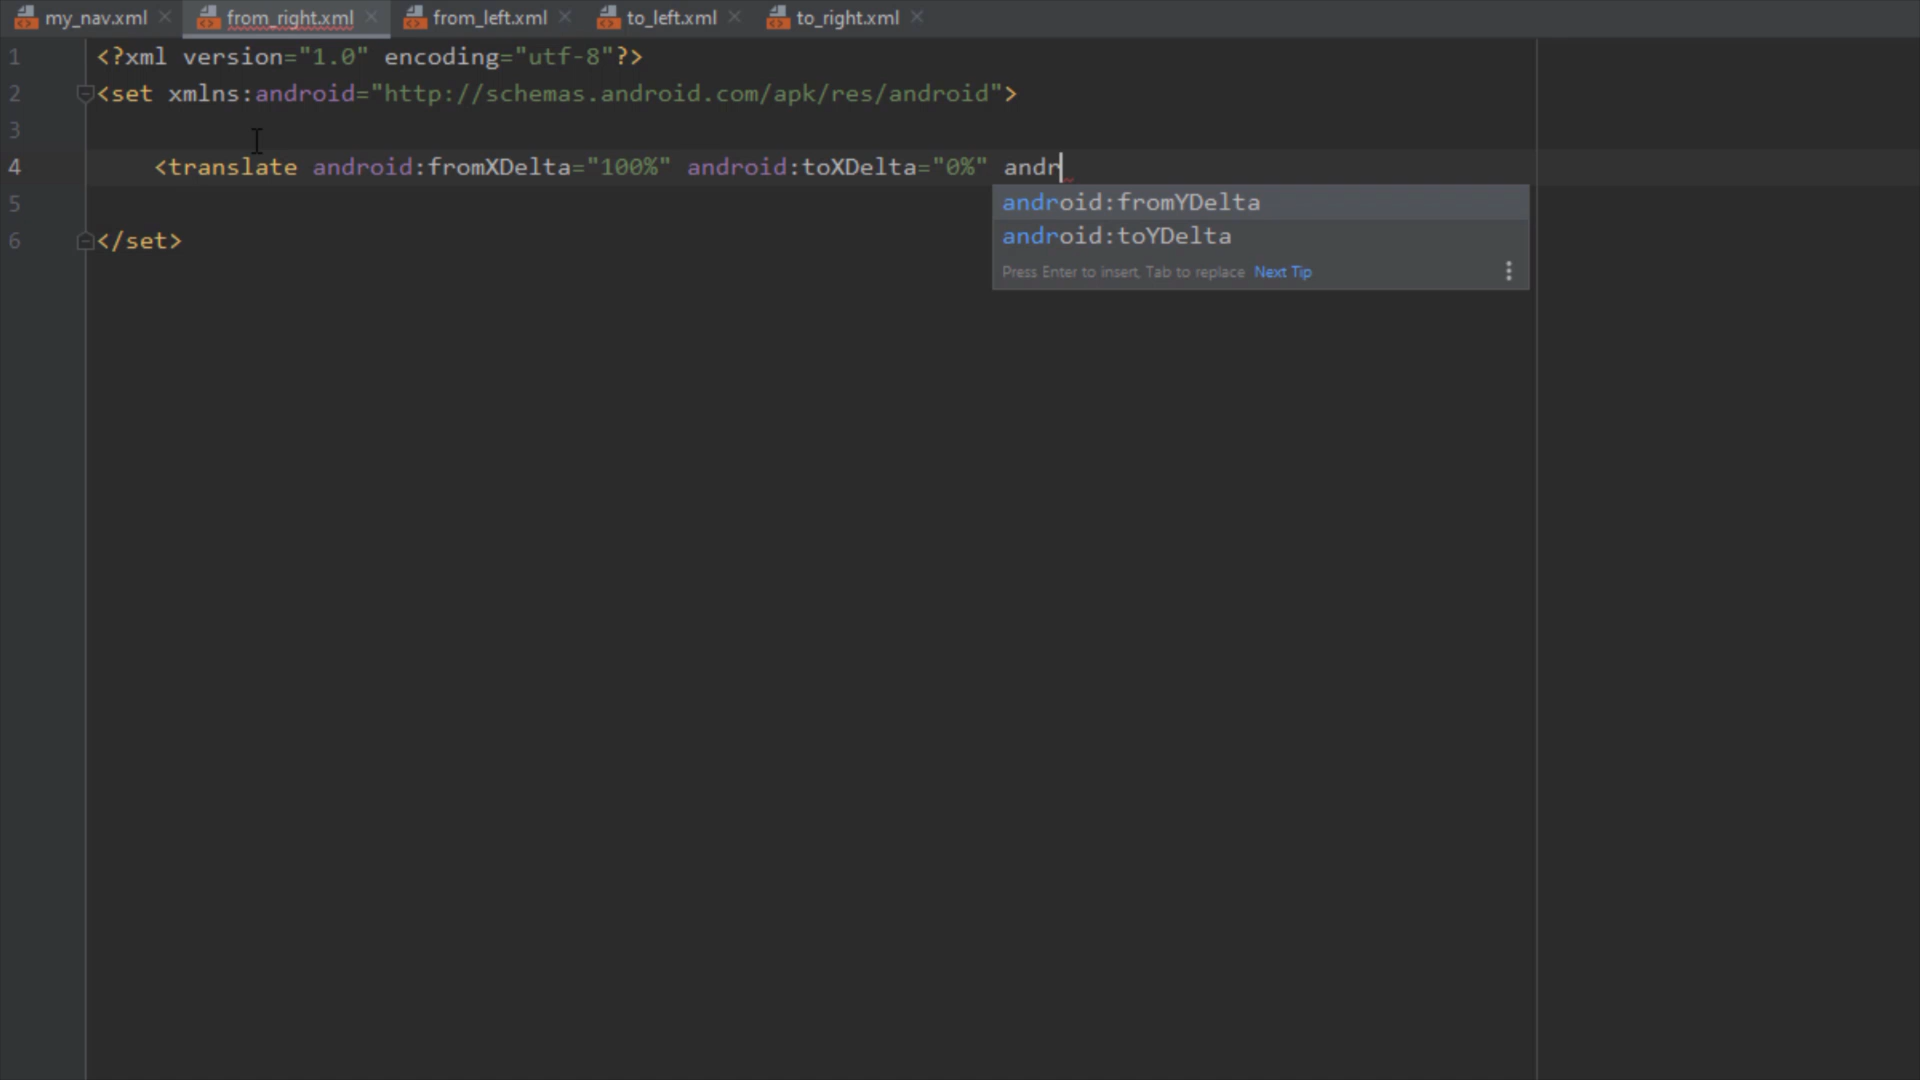 my_nav.xml from_right.xml from_left.xml to_left.xml to_right.xml
1 <?xml version="1.0" encoding="utf-8"?>
2 <set xmlns:android="http://schemas.android.com/apk/res/android">
3
4 <translate android:fromXDelta="100%" android:toXDelta="0%" andr
5 android:fromYDelta
6 </set> android:toYDelta
Press Enter to insert, Tab to replace Next Tip